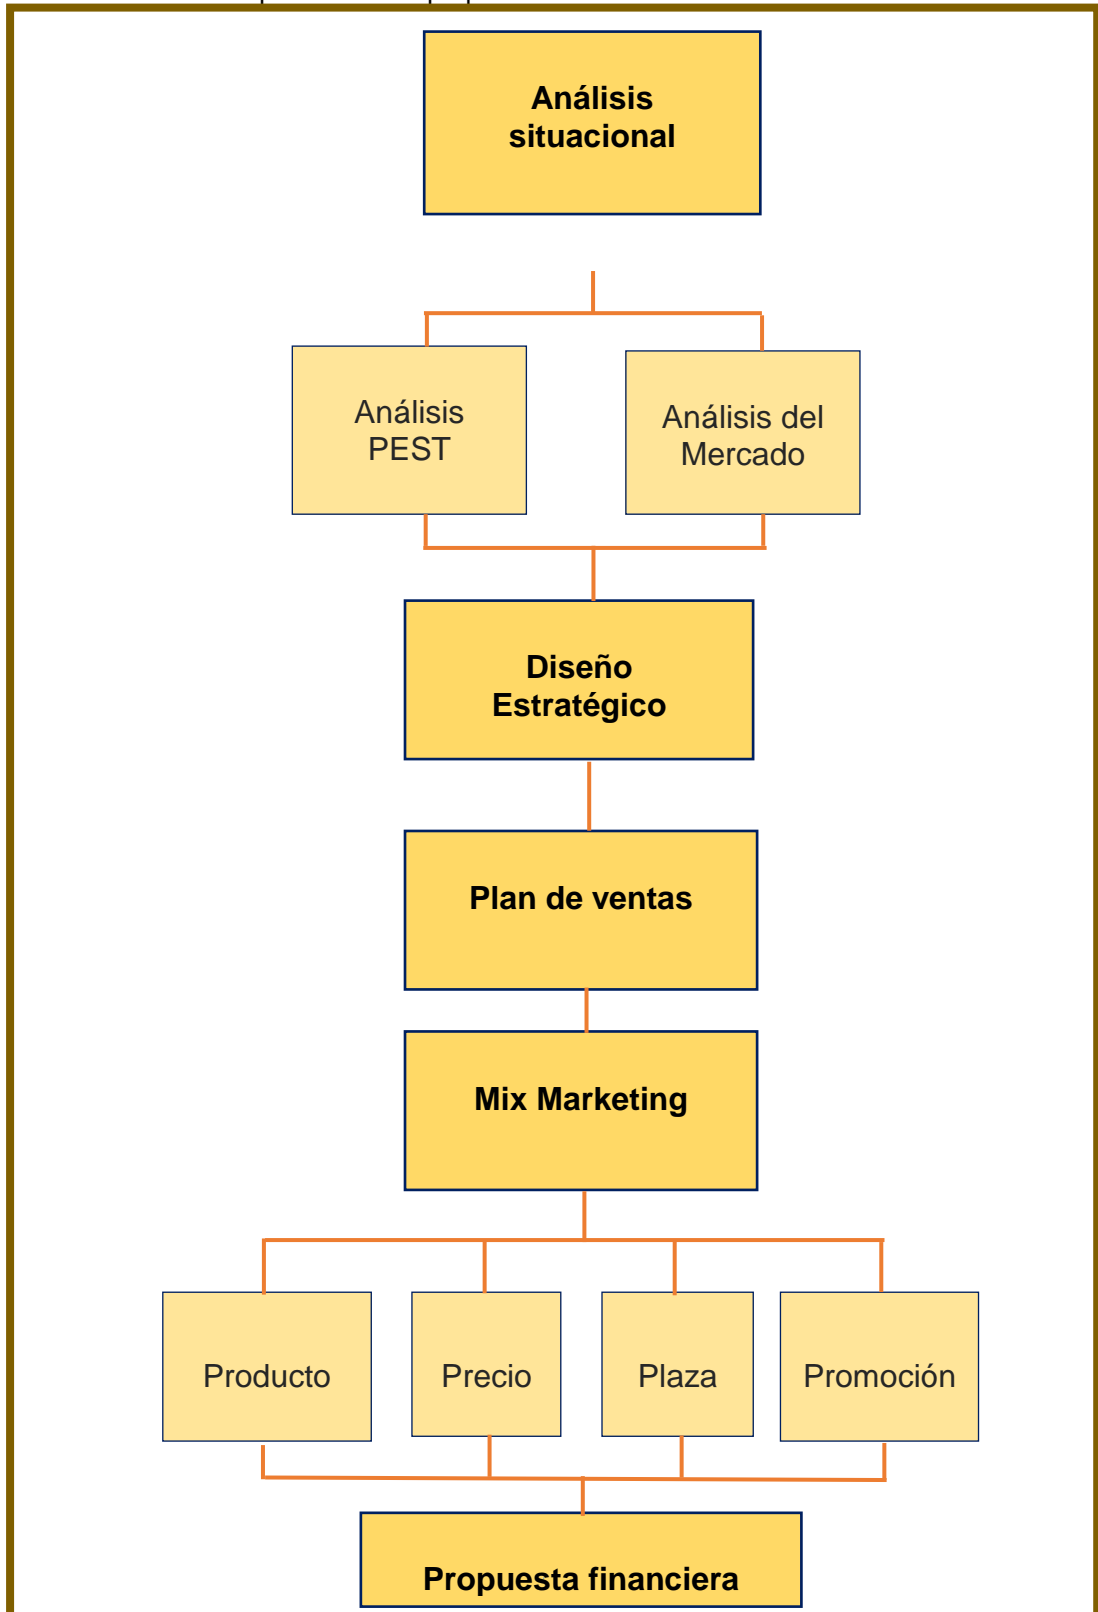 Análisis
situacional
Análisis
PEST
Análisis del
Mercado
Diseño
Estratégico
Plan de ventas
Mix Marketing
Producto
Precio
Plaza
Promoción
Propuesta financiera